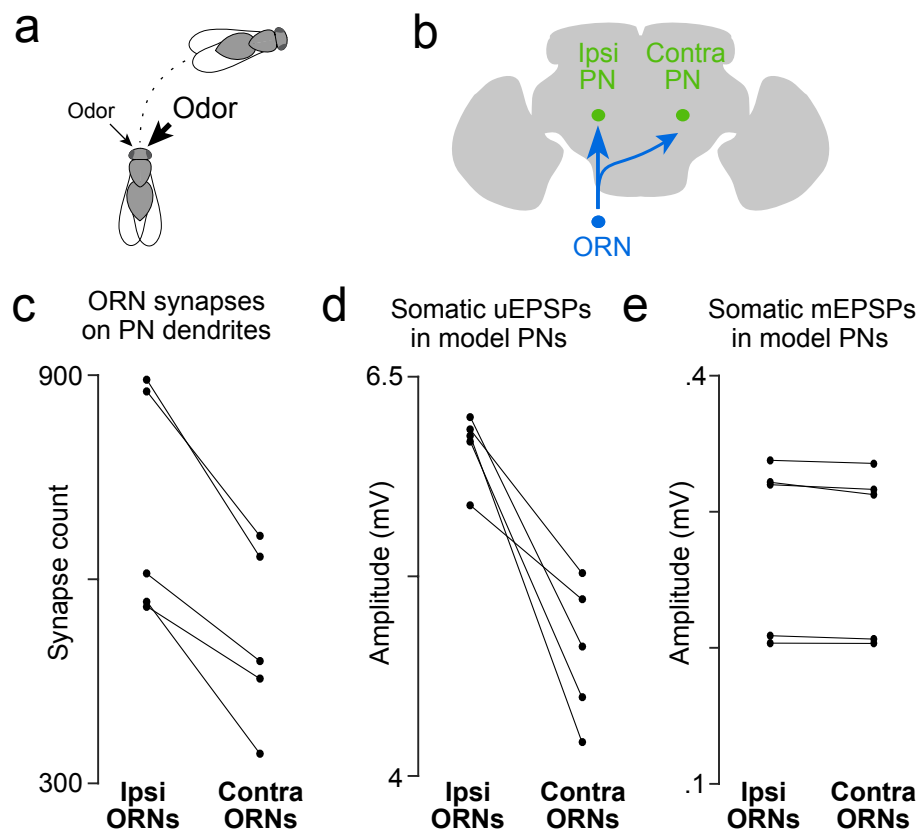 a
Odor
Odor
b
Ipsi
PN
Contra
PN
ORN
c
ORN synapses
on PN dendrites
900
Synapse count
300
Ipsi
ORNs
Contra
ORNs
d
Somatic uEPSPs
in model PNs
6.5
Amplitude (mV)
4
Ipsi
ORNs
Contra
ORNs
e
Somatic mEPSPs
in model PNs
.4
Amplitude (mV)
.1
Ipsi
ORNs
Contra
ORNs